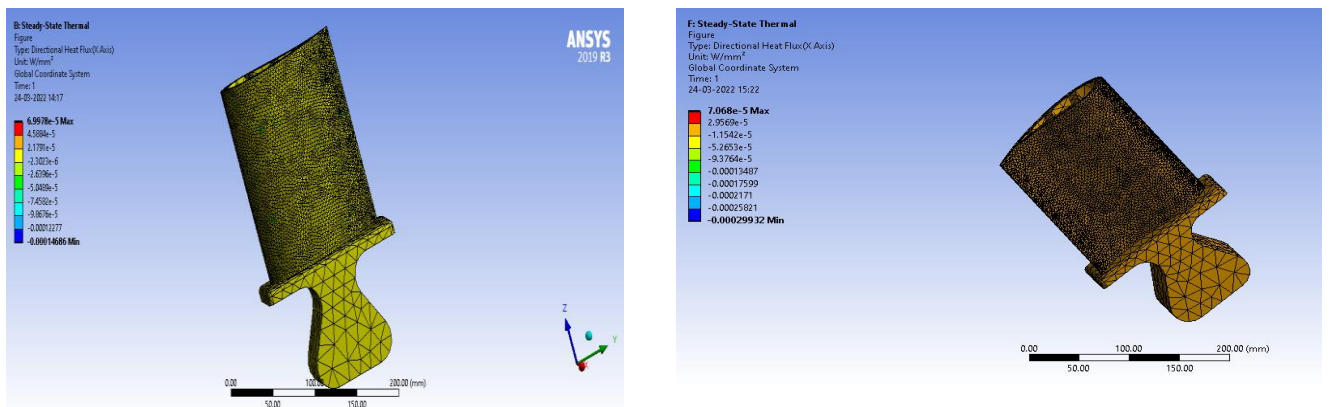 B: Steady-State Thermal
Figure
Type: Directional Heat Flux(X Axis)
Unit: W/mm²
Global Coordinate System
Time: 1
24-03-2022 14:17
6.9978e-5 Max
4.5884e-5
2.1791e-5
-2.3023e-6
-2.6396e-5
-5.0489e-5
-7.4582e-5
-9.8676e-5
-0.00012277
-0.00014686 Min
ANSYS
2019 R3
Z
Y
0.00 100.00 200.00 (mm)
50.00 150.00
F: Steady-State Thermal
Figure
Type: Directional Heat Flux(X Axis)
Unit: W/mm²
Global Coordinate System
Time: 1
24-03-2022 15:22
7.068e-5 Max
2.9569e-5
-1.1542e-5
-5.2653e-5
-9.3764e-5
-0.00013487
-0.00017599
-0.0002171
-0.00025821
-0.00029932 Min
0.00 100.00 200.00 (mm)
50.00 150.00